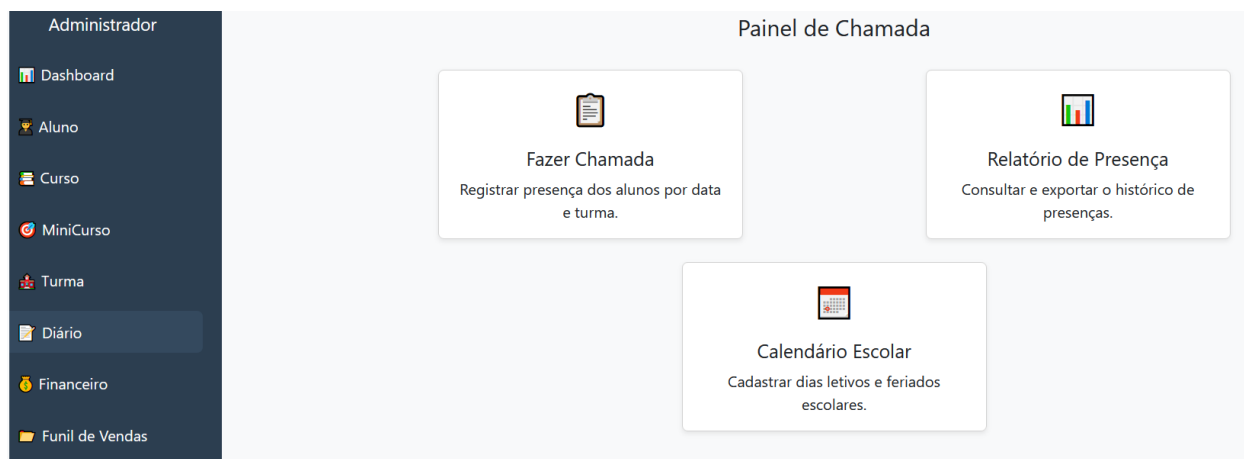 Administrador
Dashboard
Aluno
Curso
MiniCurso
Turma
Diário
Financeiro
Funil de Vendas
Painel de Chamada
Fazer Chamada
Registrar presença dos alunos por data
e turma.
Relatório de Presença
Consultar e exportar o histórico de
presenças.
Calendário Escolar
Cadastrar dias letivos e feriados
escolares.